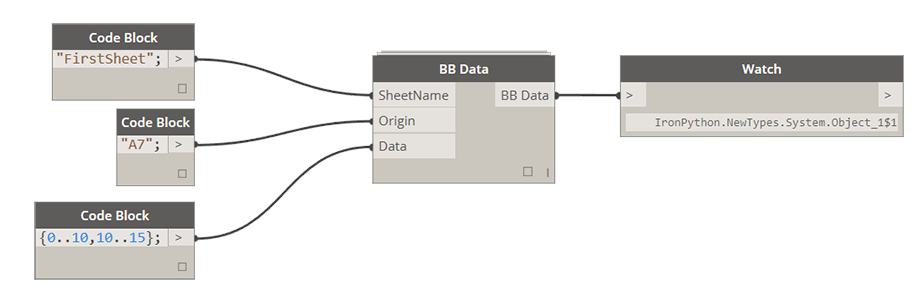 Code Block
"FirstSheet"; >
Code Block
"A7"; >
Code Block
{0..10,10..15}; >
BB Data
SheetName BB Data
Origin
Data
l
Watch
> >
IronPython.NewTypes.System.Object_1$1